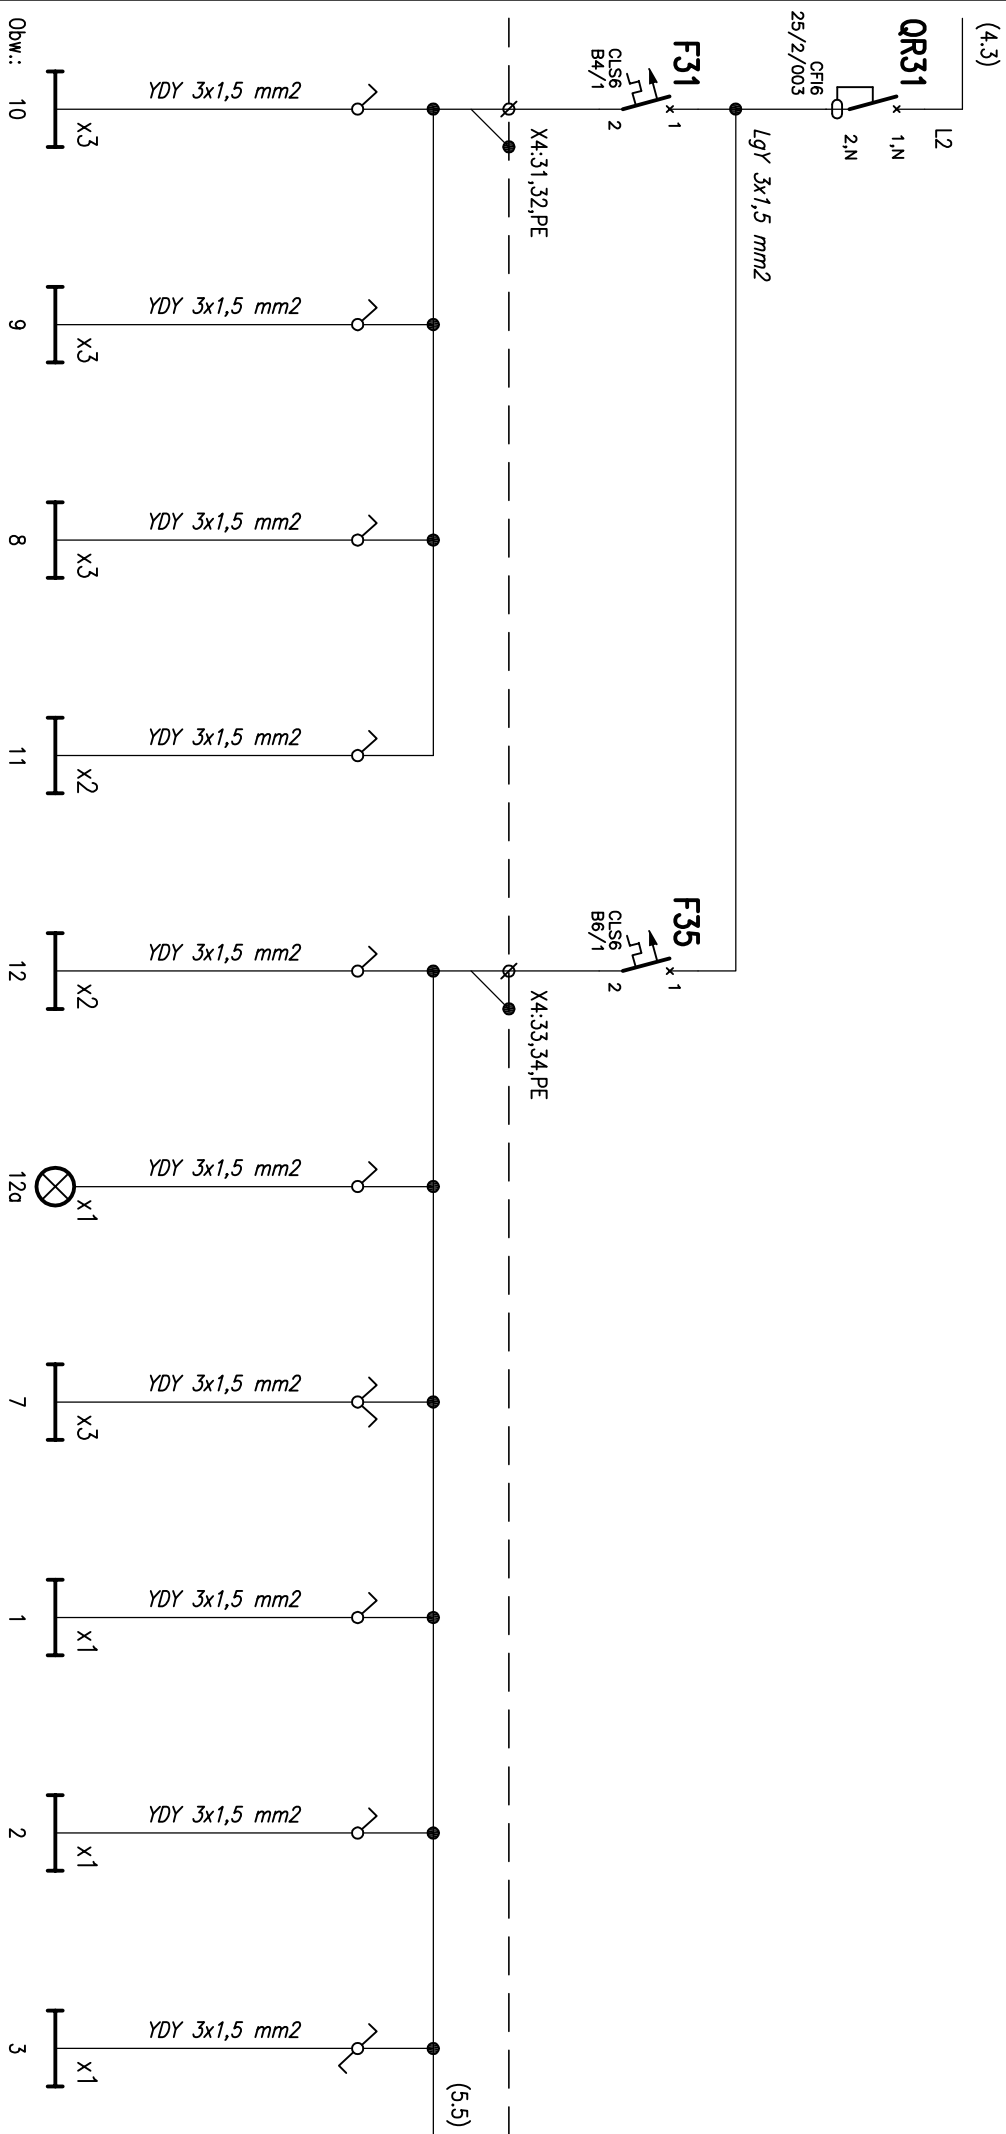 (4.3)
L2
QR31
1,N
2,N
CFI6
25/2/003
LgY 3x1,5 mm2
F31
1
2
CLS6
B4/1
F35
1
2
CLS6
B6/1
X4:31,32,PE
X4:33,34,PE
(5.5)
YDY 3x1,5 mm2
YDY 3x1,5 mm2
YDY 3x1,5 mm2
YDY 3x1,5 mm2
YDY 3x1,5 mm2
YDY 3x1,5 mm2
YDY 3x1,5 mm2
YDY 3x1,5 mm2
YDY 3x1,5 mm2
YDY 3x1,5 mm2
x3
x3
x3
x2
x2
x1
x3
x1
x1
x1
Obw.: 10 9 8 11 12 12a 7 1 2 3